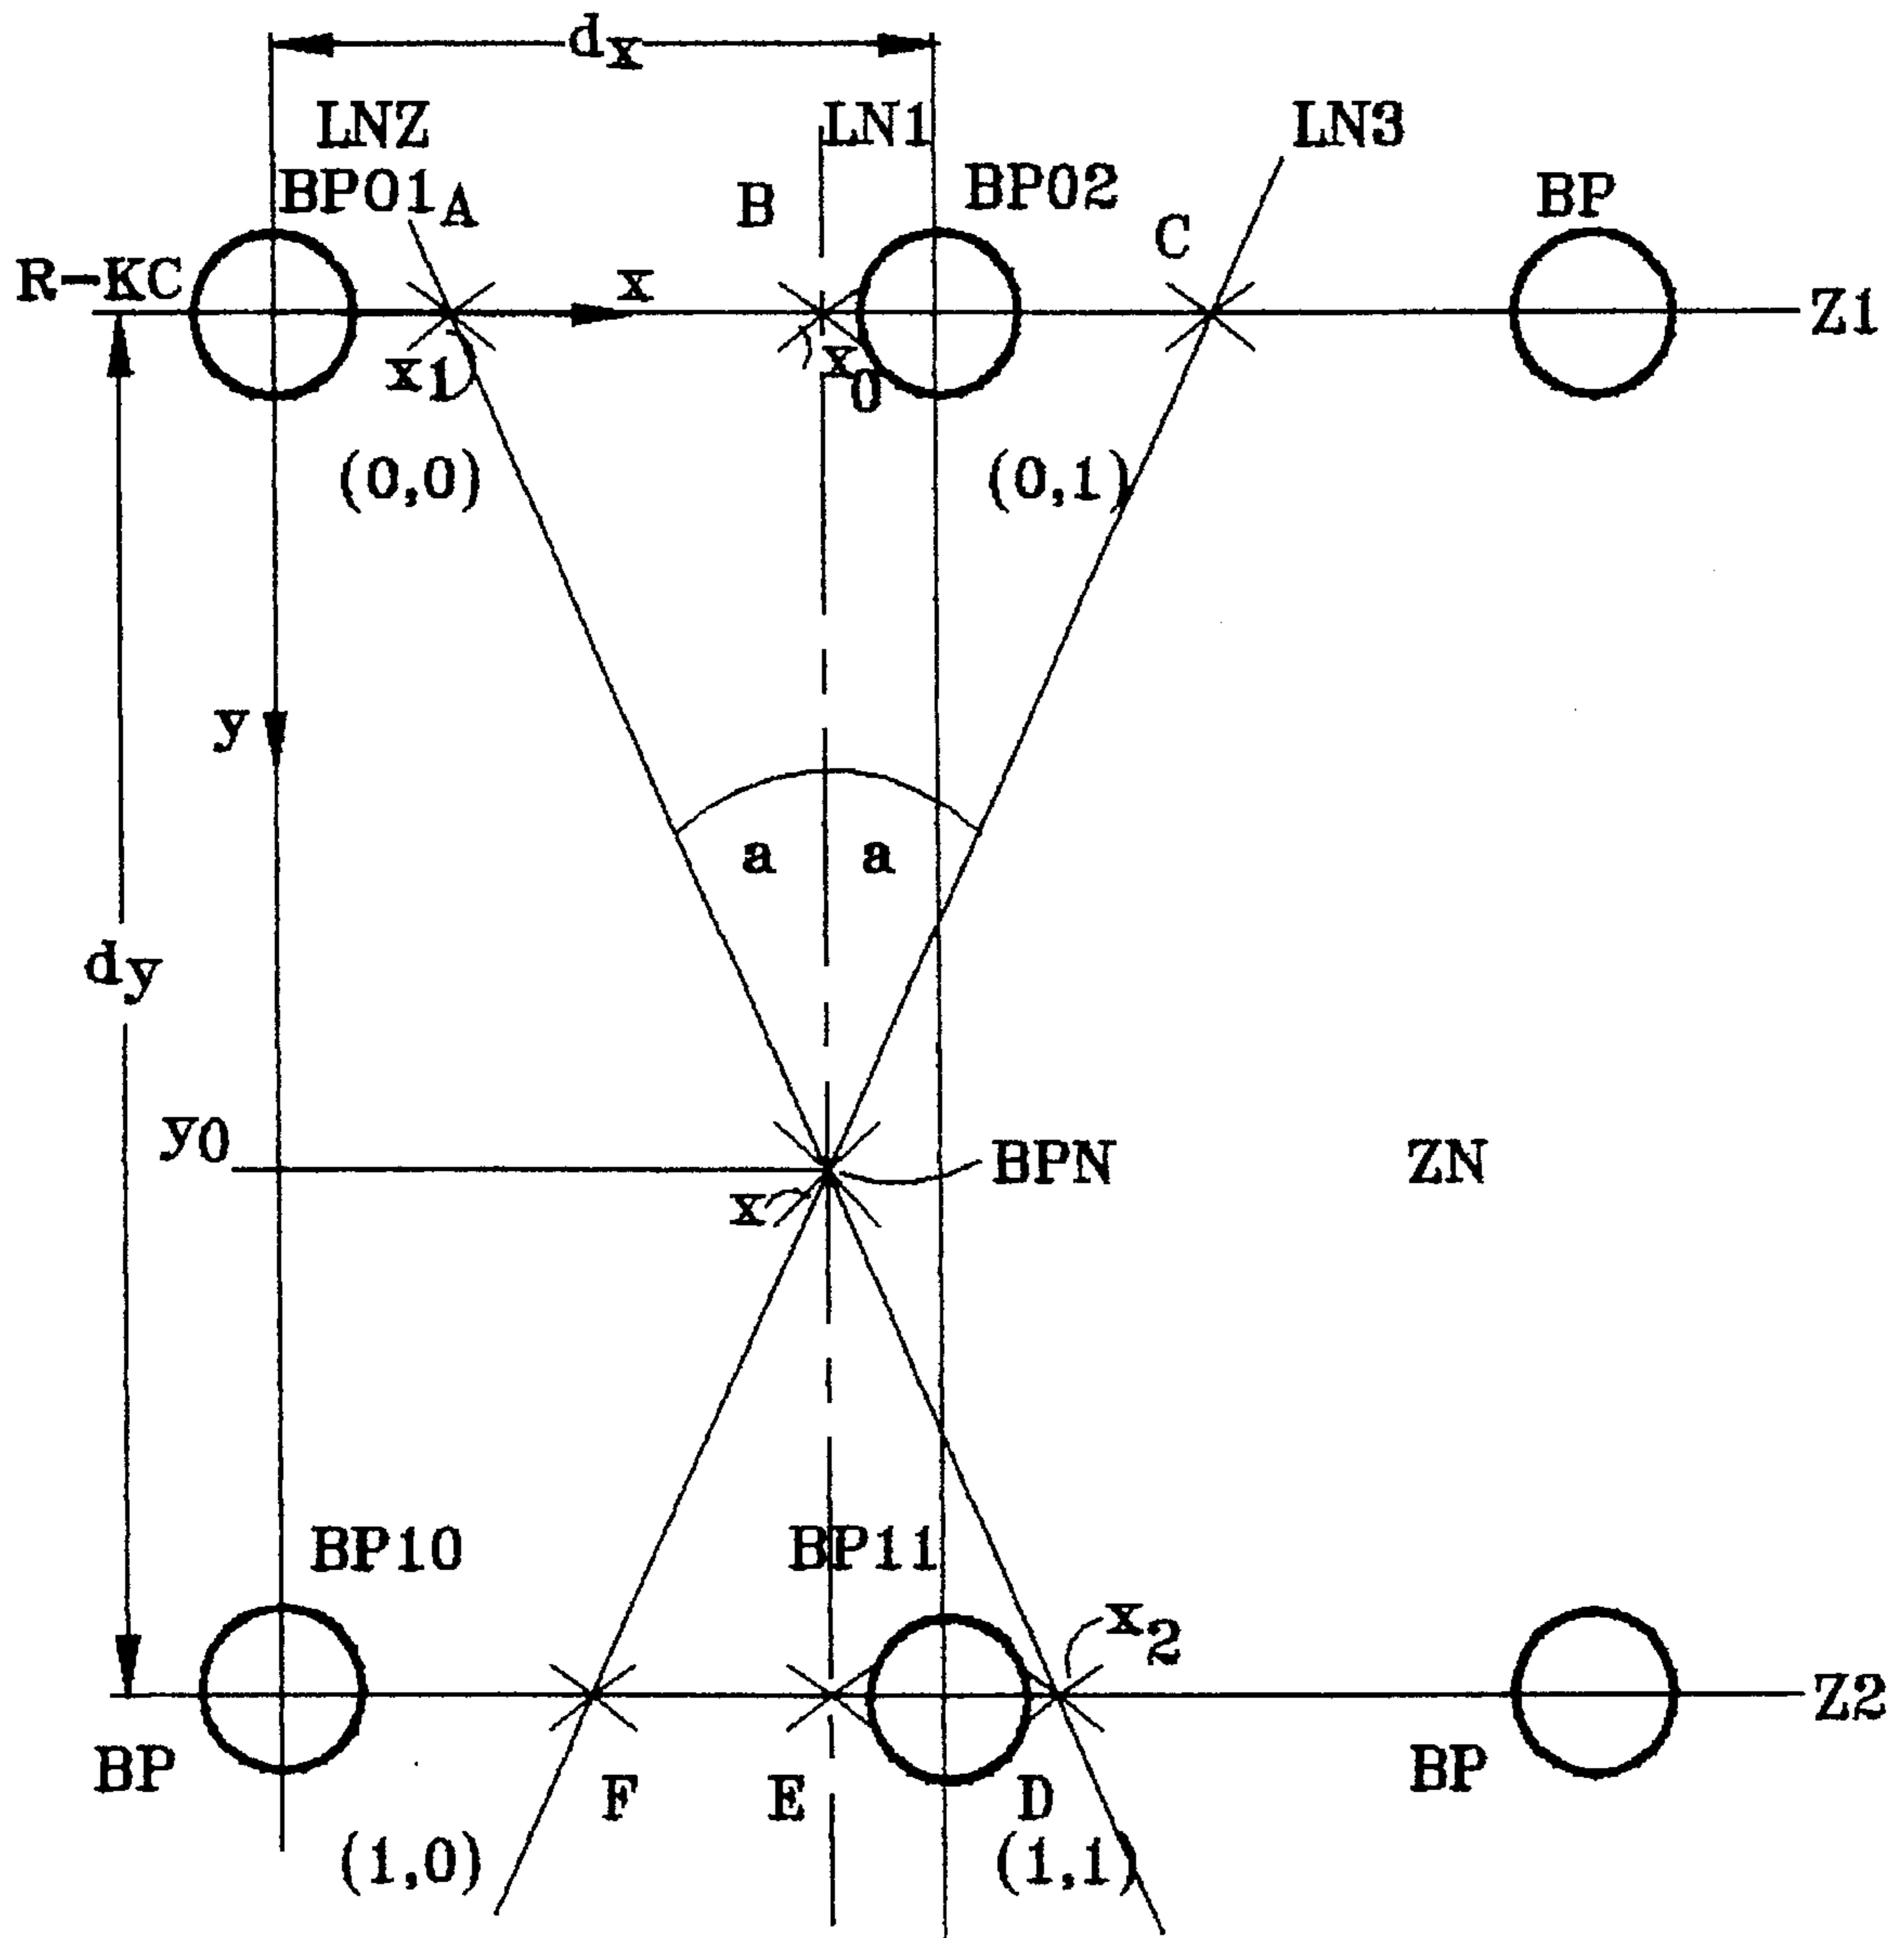 dx
LNZ LN1 LN3
BP01 A B BP02 C BP
R-KC x Z1
x1 x0
(0,0) (0,1)
y
a a
dy
y0 BPN ZN
x
BP10 BP11
x2
Z2
BP F E D BP
(1,0) (1,1)